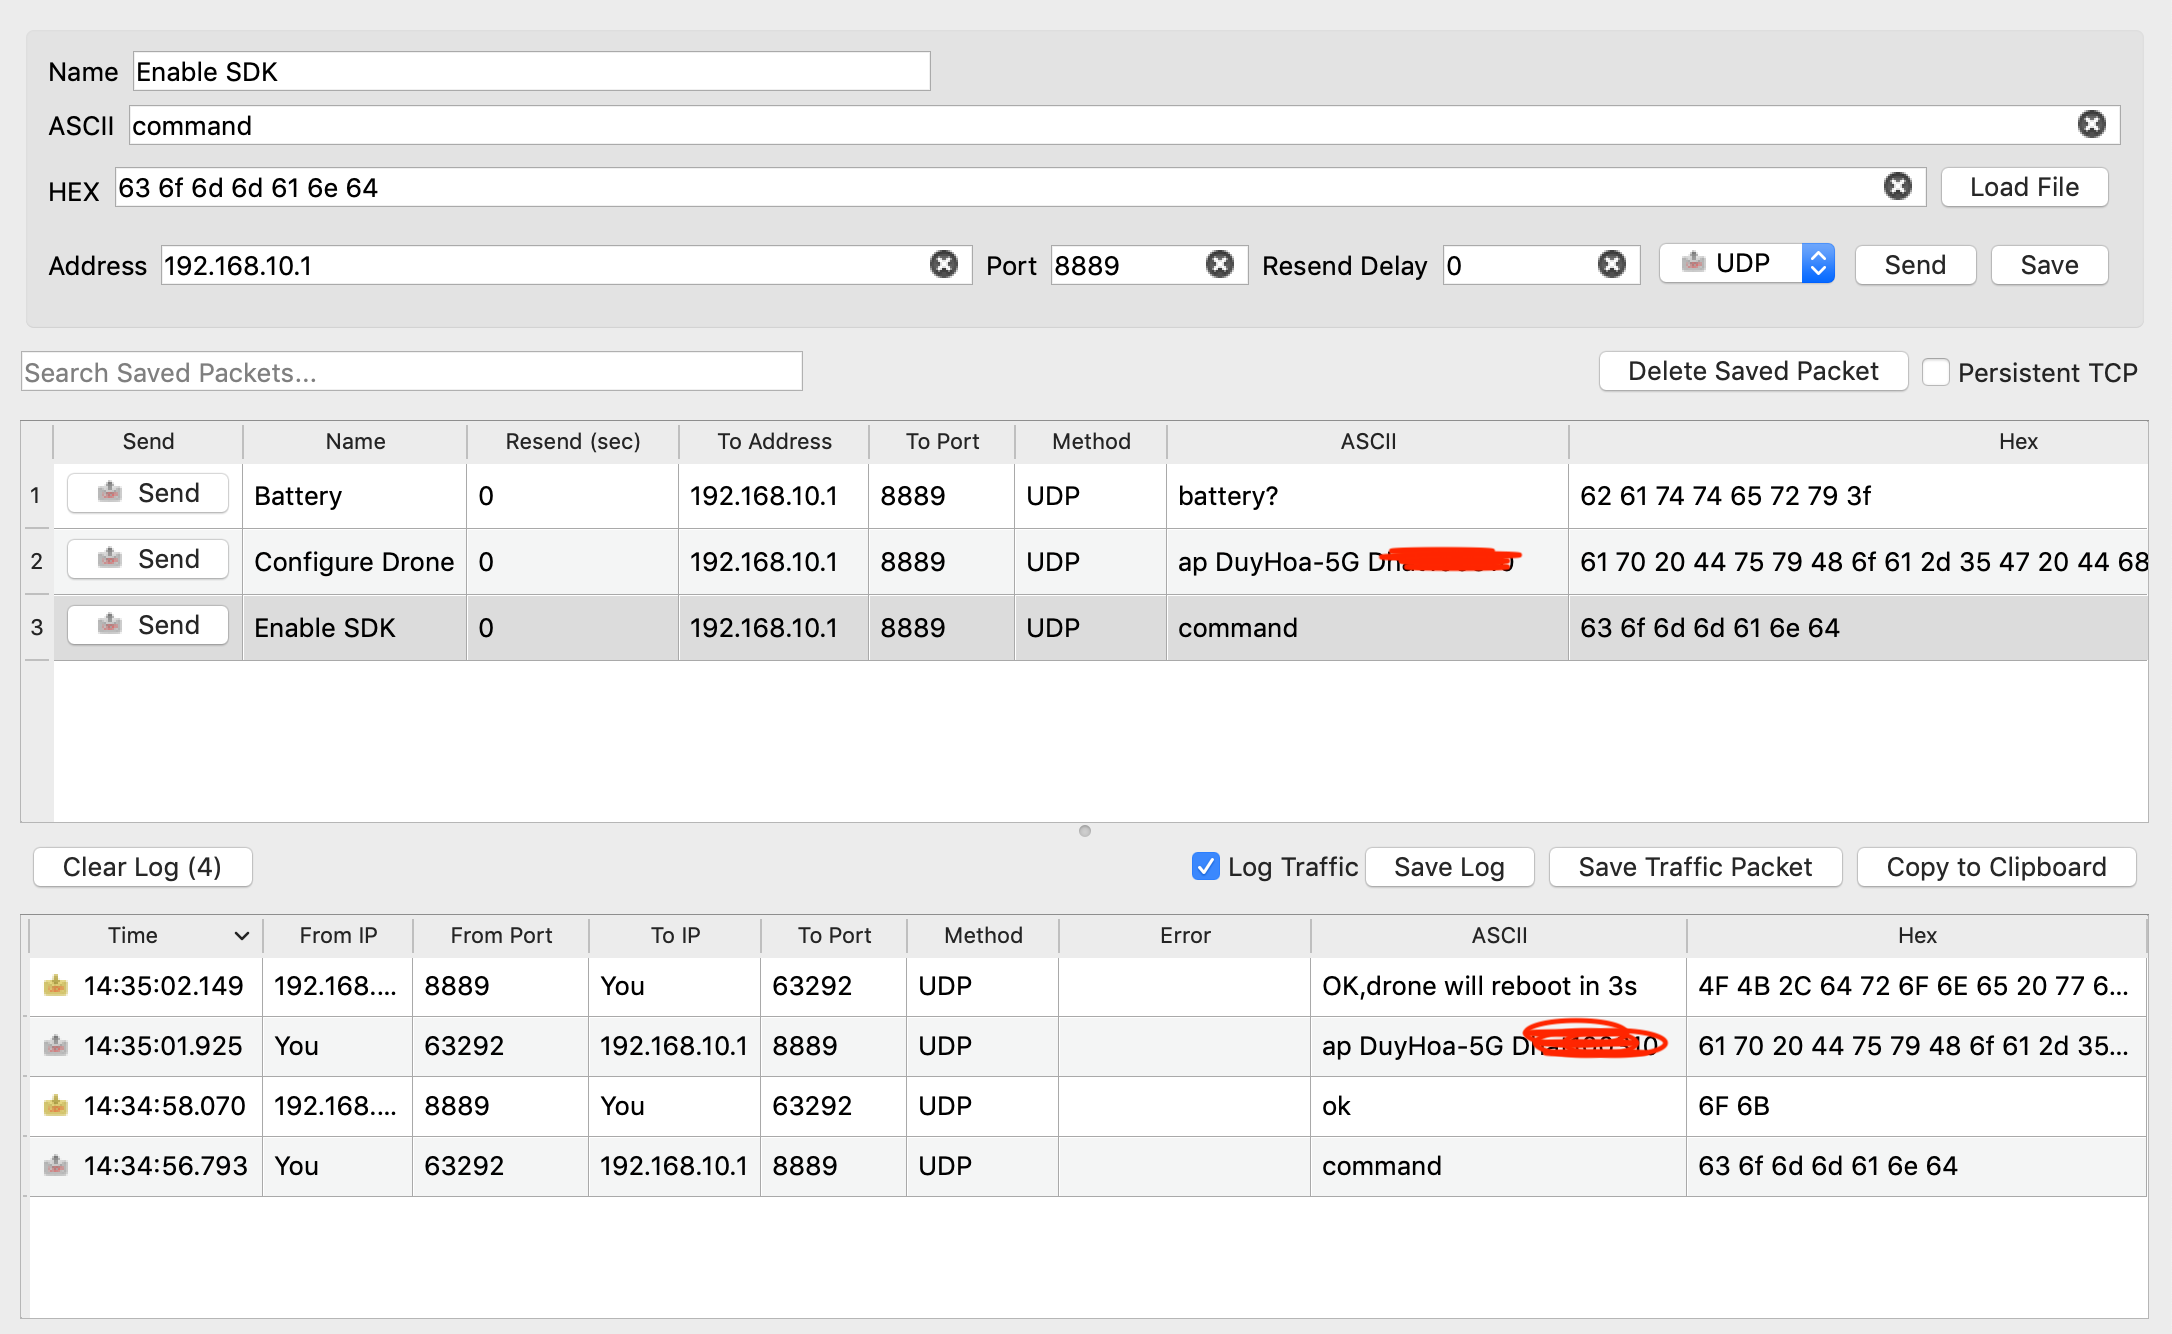 Name Enable SDK
ASCII command
HEX 63 6f 6d 6d 61 6e 64 Load File
Address 192.168.10.1 Port 8889 Resend Delay 0 UDP Send Save
Search Saved Packets... Delete Saved Packet Persistent TCP
Send Name Resend (sec) To Address To Port Method ASCII Hex
1 Send Battery 0 192.168.10.1 8889 UDP battery? 62 61 74 74 65 72 79 3f
2 Send Configure Drone 0 192.168.10.1 8889 UDP ap DuyHoa-5G 61 70 20 44 75 79 48 6f 61 2d 35 47 20 44 68
3 Send Enable SDK 0 192.168.10.1 8889 UDP command 63 6f 6d 6d 61 6e 64
Clear Log (4) Log Traffic Save Log Save Traffic Packet Copy to Clipboard
Time From IP From Port To IP To Port Method Error ASCII Hex
14:35:02.149 192.168.... 8889 You 63292 UDP OK,drone will reboot in 3s 4F 4B 2C 64 72 6F 6E 65 20 77 6...
14:35:01.925 You 63292 192.168.10.1 8889 UDP ap DuyHoa-5G 61 70 20 44 75 79 48 6f 61 2d 35...
14:34:58.070 192.168.... 8889 You 63292 UDP ok 6F 6B
14:34:56.793 You 63292 192.168.10.1 8889 UDP command 63 6f 6d 6d 61 6e 64